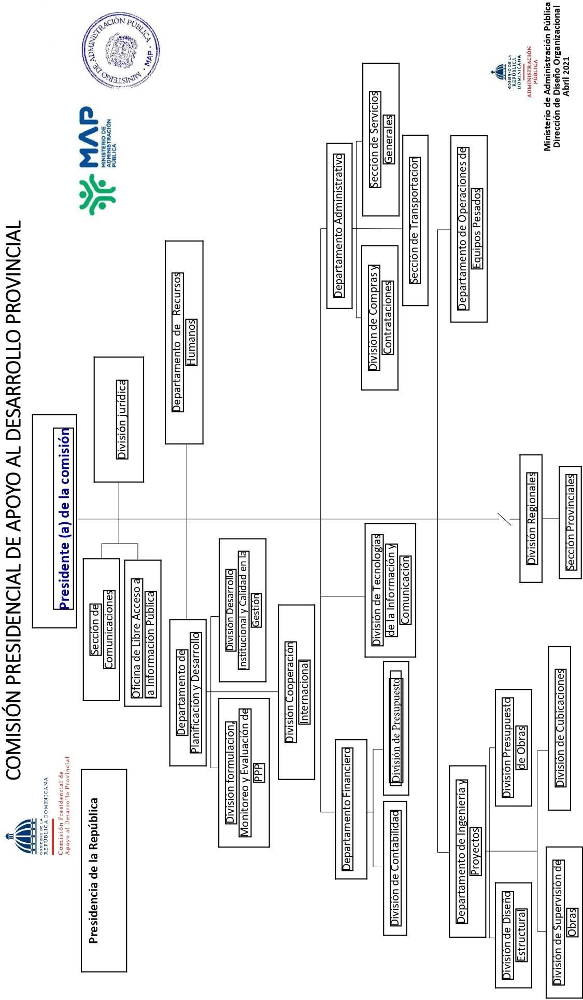 COMISIÓN PRESIDENCIAL DE APOYO AL DESARROLLO PROVINCIAL
GOBIERNO DE LA
REPÚBLICA DOMINICANA
Comisión Presidencial de
Apoyo al Desarrollo Provincial
MAP
MINISTERIO DE
ADMINISTRACIÓN
PÚBLICA
MINISTERIO DE ADMINISTRACIÓN PÚBLICA
• MAP •
Presidencia de la República
Presidente (a) de la comisión
Sección de
Comunicaciones
Oficina de Libre Acceso a
la Información Pública
División jurídica
Departamento de
Planificación y Desarrollo
Departamento de Recursos
Humanos
División formulación,
Monitoreo y Evaluación de
PPP
División Desarrollo
Institucional y Calidad en la
Gestión
División Cooperación
Internacional
Departamento Financiero
División de Contabilidad
División de Presupuesto
División de Tecnologías
de la Información y
Comunicación
Departamento Administrativo
División de Compras y
Contrataciones
Sección de Servicios
Generales
Sección de Transportación
Departamento de Ingeniería y
Proyectos
División de Diseño
Estructural
División Presupuesto
de Obras
División de Supervisión de
Obras
División de Cubicaciones
Departamento de Operaciones de
Equipos Pesados
División Regionales
Sección Provinciales
GOBIERNO DE LA
REPÚBLICA
DOMINICANA
ADMINISTRACIÓN
PÚBLICA
Ministerio de Administración Pública
Dirección de Diseño Organizacional
Abril 2021